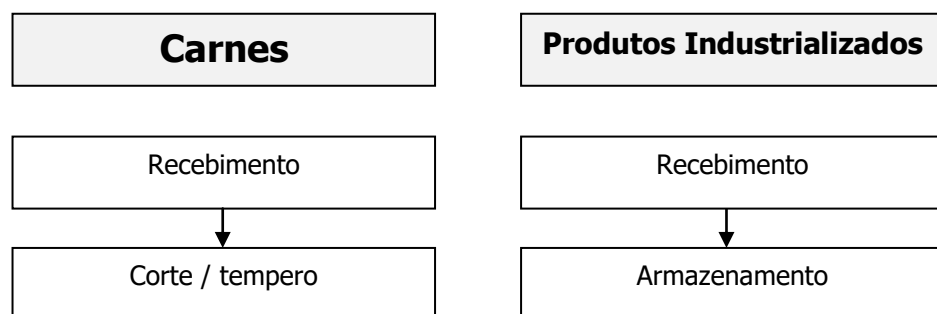 Carnes
Produtos Industrializados
Recebimento
Recebimento
Corte / tempero
Armazenamento